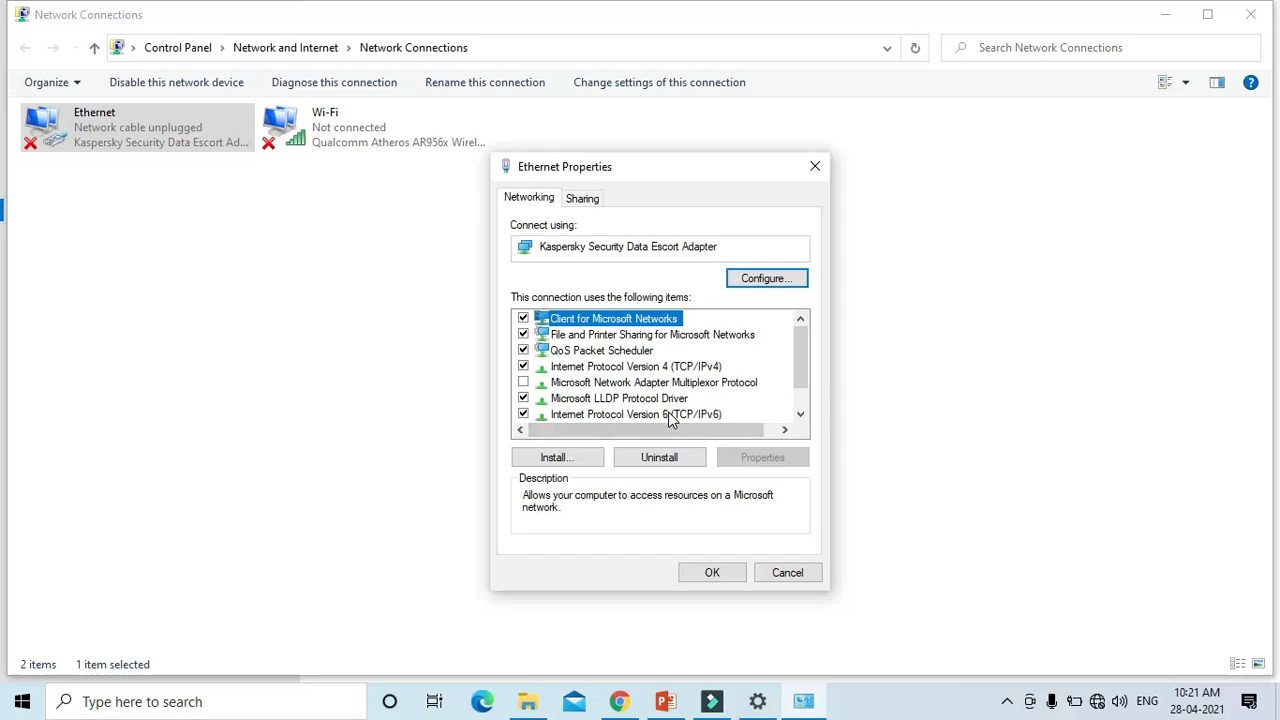 Network Connections
Control Panel > Network and Internet > Network Connections
Search Network Connections
Organize
Disable this network device
Diagnose this connection
Rename this connection
Change settings of this connection
Ethernet
Network cable unplugged
Kaspersky Security Data Escort Ad...
Wi-Fi
Not connected
Qualcomm Atheros AR956x Wirel...
Ethernet Properties
Networking
Sharing
Connect using:
Kaspersky Security Data Escort Adapter
Configure...
This connection uses the following items:
Client for Microsoft Networks
File and Printer Sharing for Microsoft Networks
QoS Packet Scheduler
Internet Protocol Version 4 (TCP/IPv4)
Microsoft Network Adapter Multiplexor Protocol
Microsoft LLDP Protocol Driver
Internet Protocol Version 6 (TCP/IPv6)
Install...
Uninstall
Properties
Description
Allows your computer to access resources on a Microsoft
network.
OK
Cancel
2 items
1 item selected
Type here to search
ENG
10:21 AM
28-04-2021